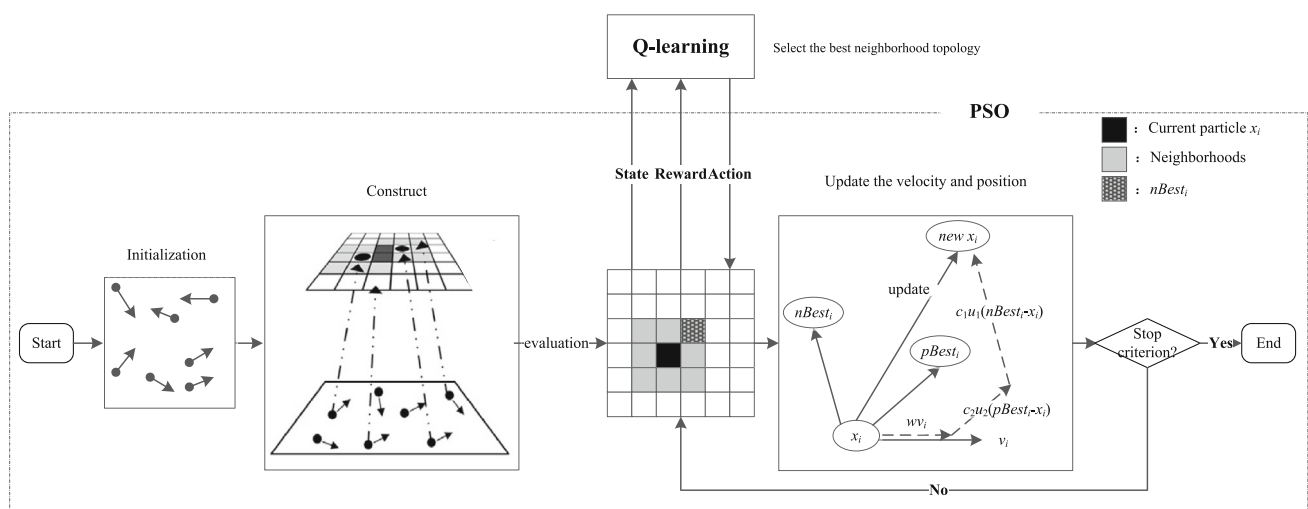 Q-learning
Select the best neighborhood topology
PSO
: Current particle xᵢ
: Neighborhoods
: nBestᵢ
State Reward Action
Construct
Update the velocity and position
Initialization
new xᵢ
update
c₁u₁(nBestᵢ-xᵢ)
nBestᵢ
pBestᵢ
Start
evaluation
Stop
criterion?
Yes
End
c₂u₂(pBestᵢ-xᵢ)
wvᵢ
xᵢ
vᵢ
No